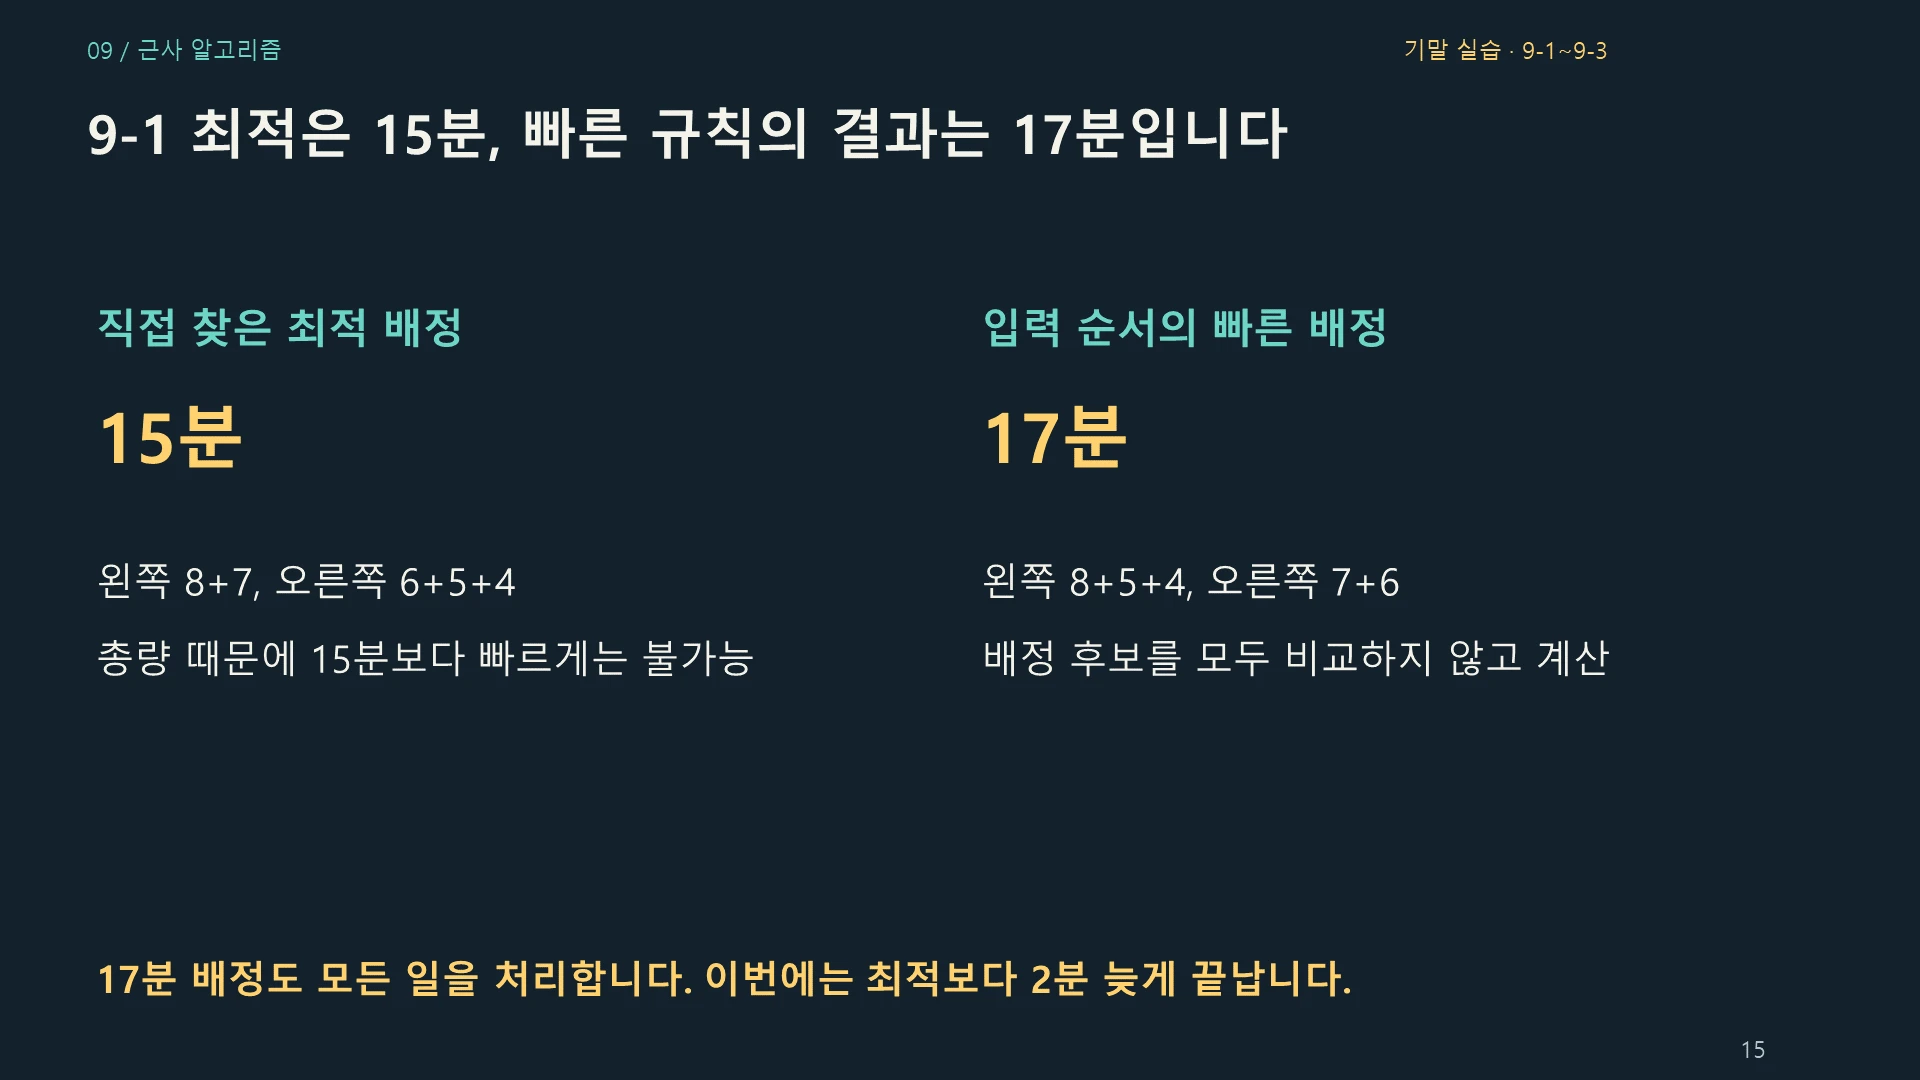 09 / 근사 알고리즘
기말 실습 · 9-1~9-3
9-1 최적은 15분, 빠른 규칙의 결과는 17분입니다
직접 찾은 최적 배정
15분
왼쪽 8+7, 오른쪽 6+5+4
총량 때문에 15분보다 빠르게는 불가능
입력 순서의 빠른 배정
17분
왼쪽 8+5+4, 오른쪽 7+6
배정 후보를 모두 비교하지 않고 계산
17분 배정도 모든 일을 처리합니다. 이번에는 최적보다 2분 늦게 끝납니다.
15